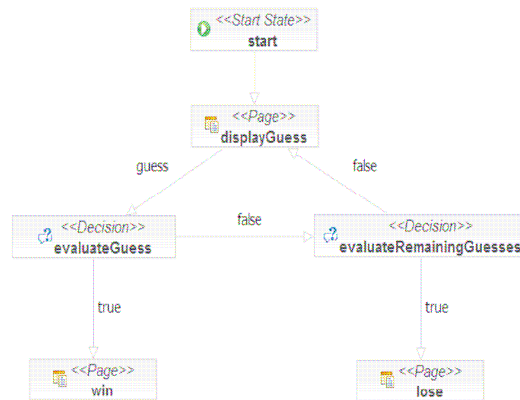 <<Start State>>
start
<<Page>>
displayGuess
guess
false
<<Decision>>
evaluateGuess
false
<<Decision>>
evaluateRemainingGuesses
true
true
<<Page>>
win
<<Page>>
lose